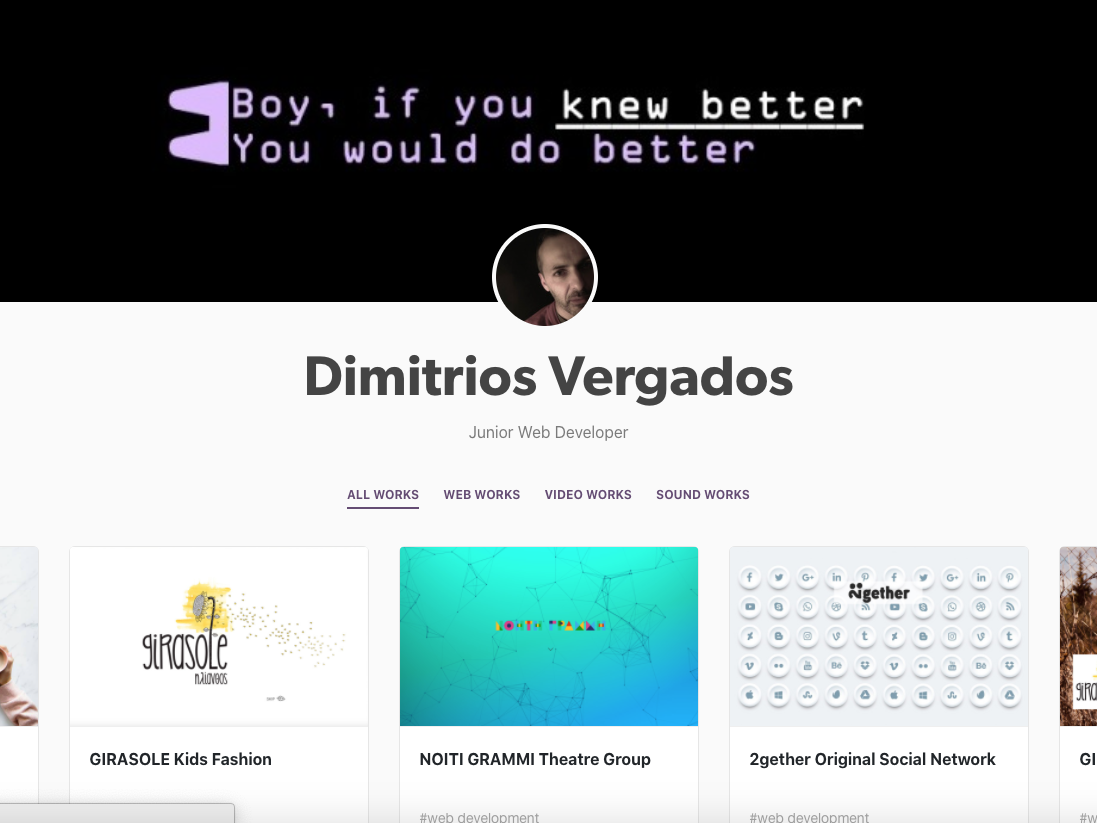 Boy, if you knew better
You would do better
Dimitrios Vergados
Junior Web Developer
ALL WORKS WEB WORKS VIDEO WORKS SOUND WORKS
girasole
ηλίανθος
NOITI GRAMMI
2gether
GIRASOLE Kids Fashion
NOITI GRAMMI Theatre Group
2gether Original Social Network
GI
#web development
#web development
#w